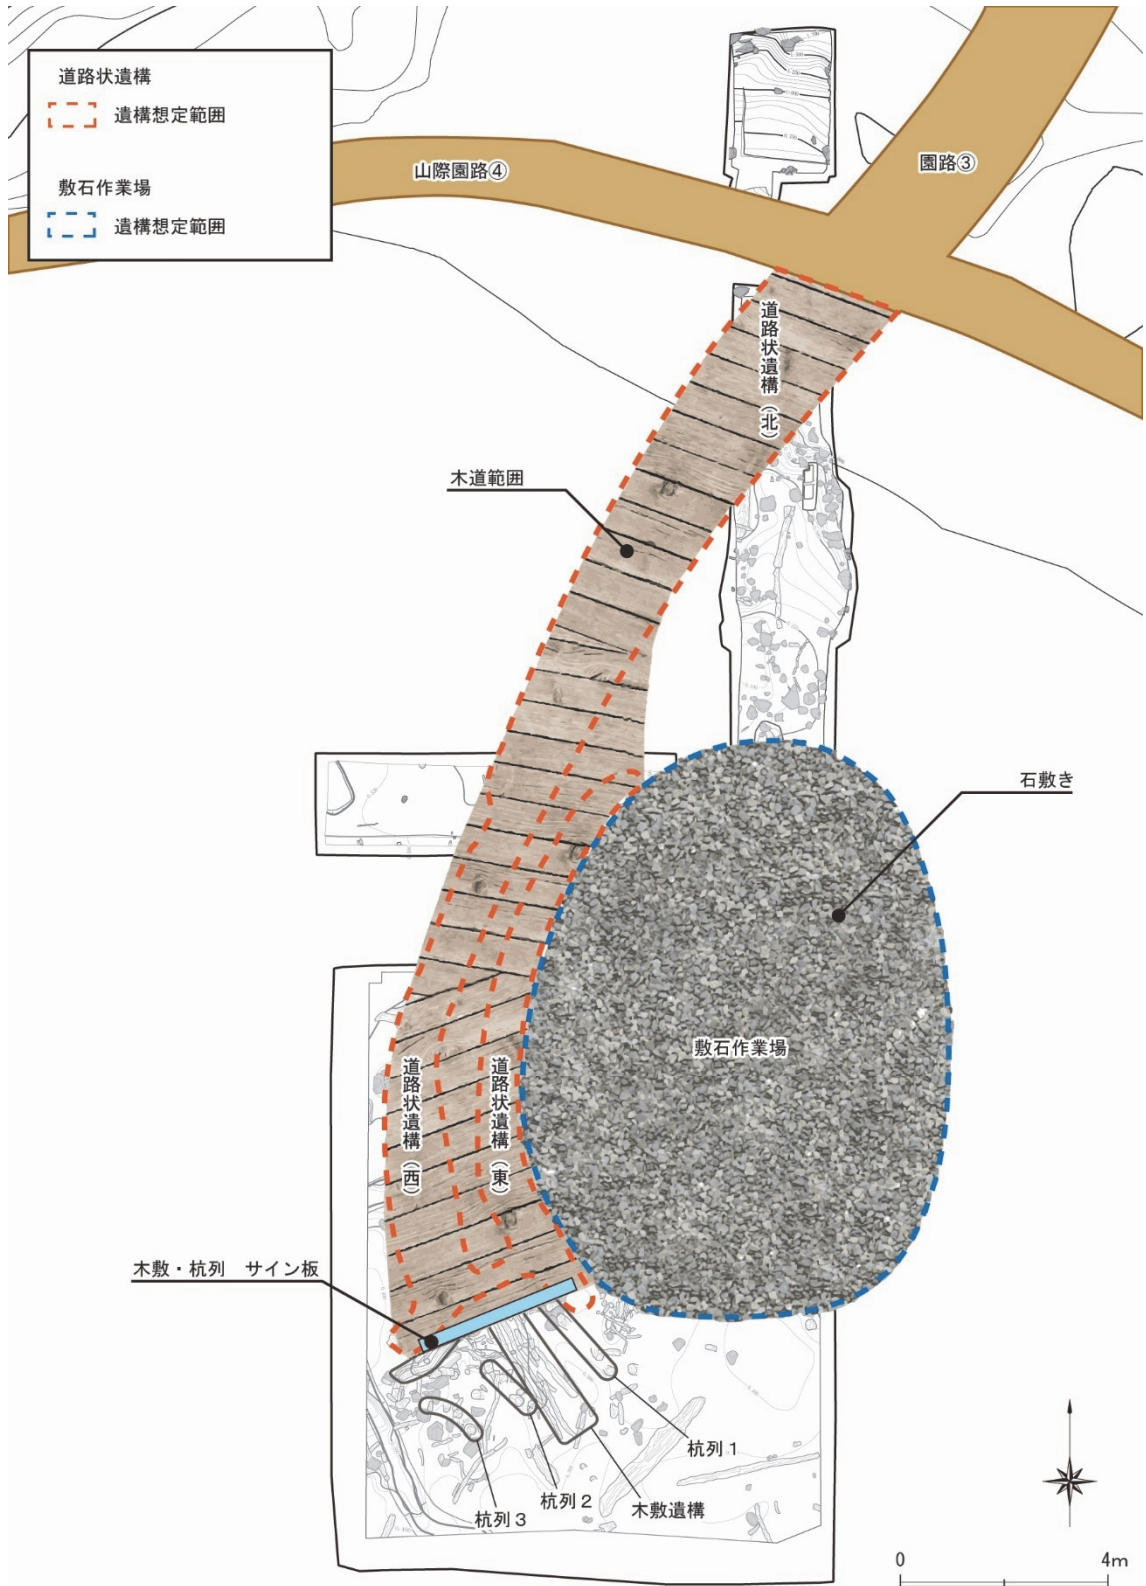 道路状遺構
遺構想定範囲
敷石作業場
遺構想定範囲
山際園路④
園路③
道路状遺構(北)
木道範囲
石敷き
敷石作業場
道路状遺構(西)
道路状遺構(東)
木敷・杭列 サイン板
杭列1
木敷遺構
杭列2
杭列3
0 4m